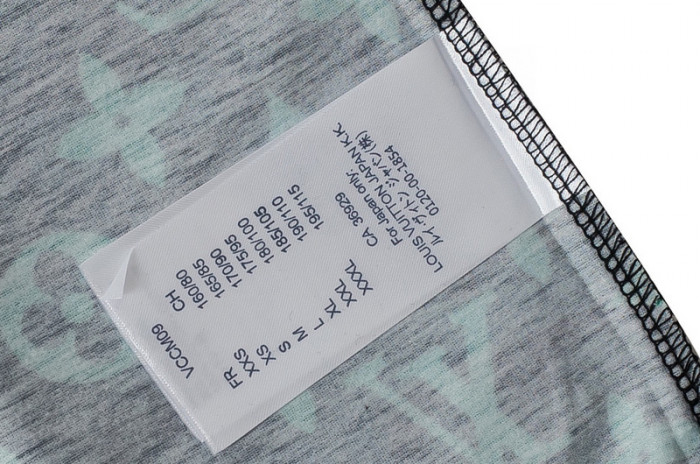 VCCM09
FR CH
XXS 160/80
XS 165/85
S 170/90
M 175/95
L 180/100
XL 185/105
XXL 190/110
XXXL 195/115
CA 36929
For Japan only:
LOUIS VUITTON JAPAN K.K.
ルイ ヴィトン ジャパン(株)
0120-00-1854